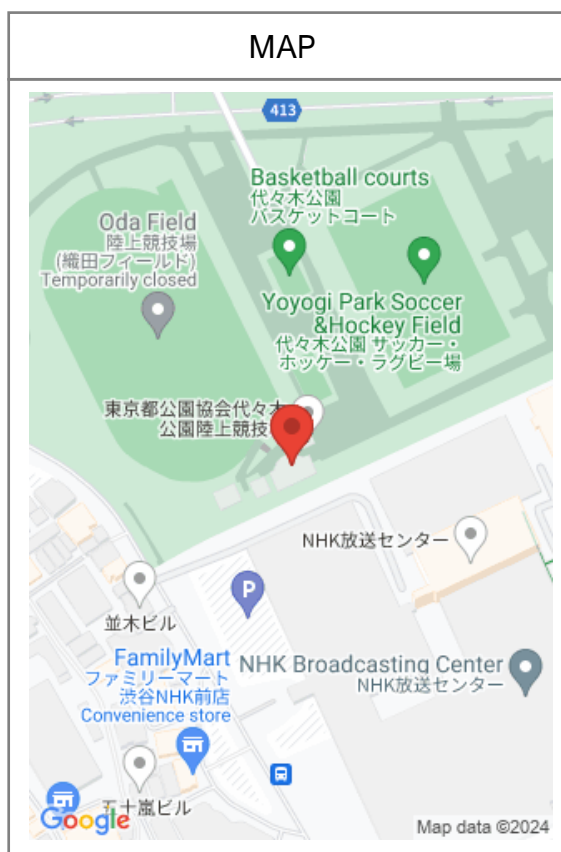 MAP
413
Basketball courts
代々木公園
バスケットコート
Oda Field
陸上競技場
(織田フィールド)
Temporarily closed
Yoyogi Park Soccer
&Hockey Field
代々木公園 サッカー・
ホッケー・ラグビー場
東京都公園協会代々木
公園陸上競技
NHK放送センター
P
並木ビル
FamilyMart
ファミリーマート
渋谷NHK前店
Convenience store
NHK Broadcasting Center
NHK放送センター
五十嵐ビル
Google
Map data ©2024